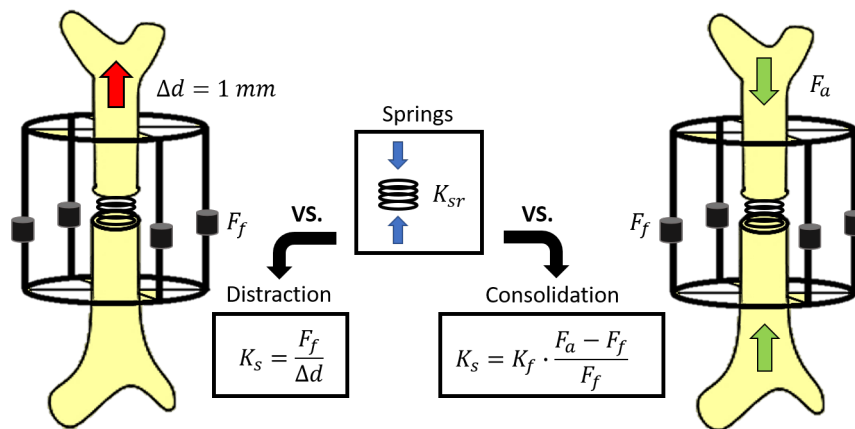 Δd = 1 mm
F_f
Springs
K_sr
vs.
vs.
Distraction
K_s = F_f / Δd
Consolidation
K_s = K_f · (F_a − F_f) / F_f
F_a
F_f